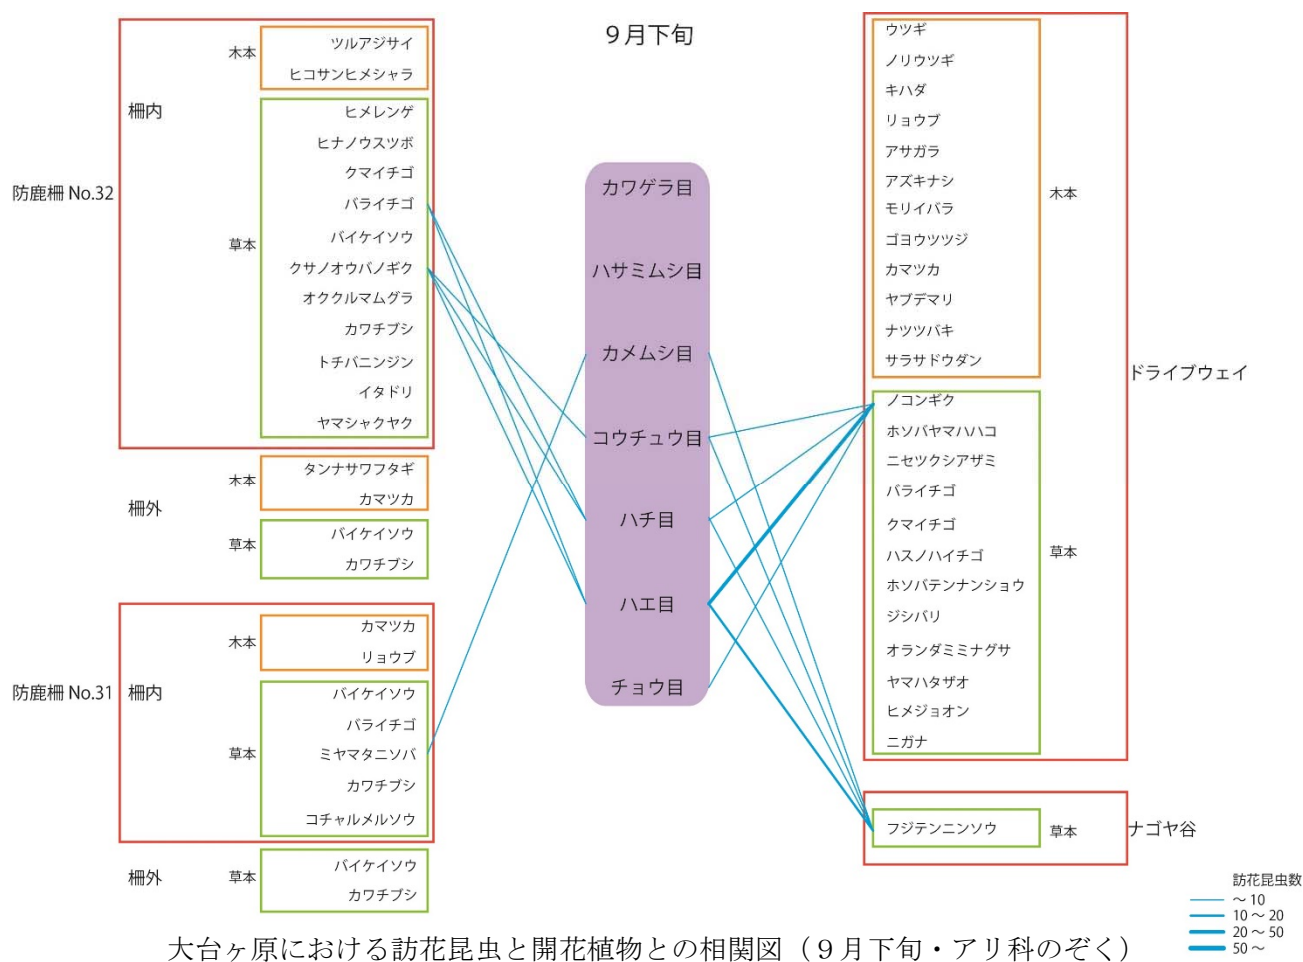 9月下旬
防鹿柵 No.32
柵内
木本
ツルアジサイ
ヒコサンヒメシャラ
草本
ヒメレンゲ
ヒナノウスツボ
クマイチゴ
バライチゴ
バイケイソウ
クサノオウバノギク
オククルマムグラ
カワチブシ
トチバニンジン
イタドリ
ヤマシャクヤク
柵外
木本
タンナサワフタギ
カマツカ
草本
バイケイソウ
カワチブシ
防鹿柵 No.31
柵内
木本
カマツカ
リョウブ
草本
バイケイソウ
バライチゴ
ミヤマタニソバ
カワチブシ
コチャルメルソウ
柵外
草本
バイケイソウ
カワチブシ
カワゲラ目
ハサミムシ目
カメムシ目
コウチュウ目
ハチ目
ハエ目
チョウ目
ウツギ
ノリウツギ
キハダ
リョウブ
アサガラ
アズキナシ
モリイバラ
ゴヨウツツジ
カマツカ
ヤブデマリ
ナツツバキ
サラサドウダン
木本
ドライブウェイ
ノコンギク
ホソバヤマハハコ
ニセツクシアザミ
バライチゴ
クマイチゴ
ハスノハイチゴ
ホソバテンナンショウ
ジシバリ
オランダミミナグサ
ヤマハタザオ
ヒメジョオン
ニガナ
草本
フジテンニンソウ
草本
ナゴヤ谷
訪花昆虫数
～10
10～20
20～50
50～
大台ヶ原における訪花昆虫と開花植物との相関図（９月下旬・アリ科のぞく）